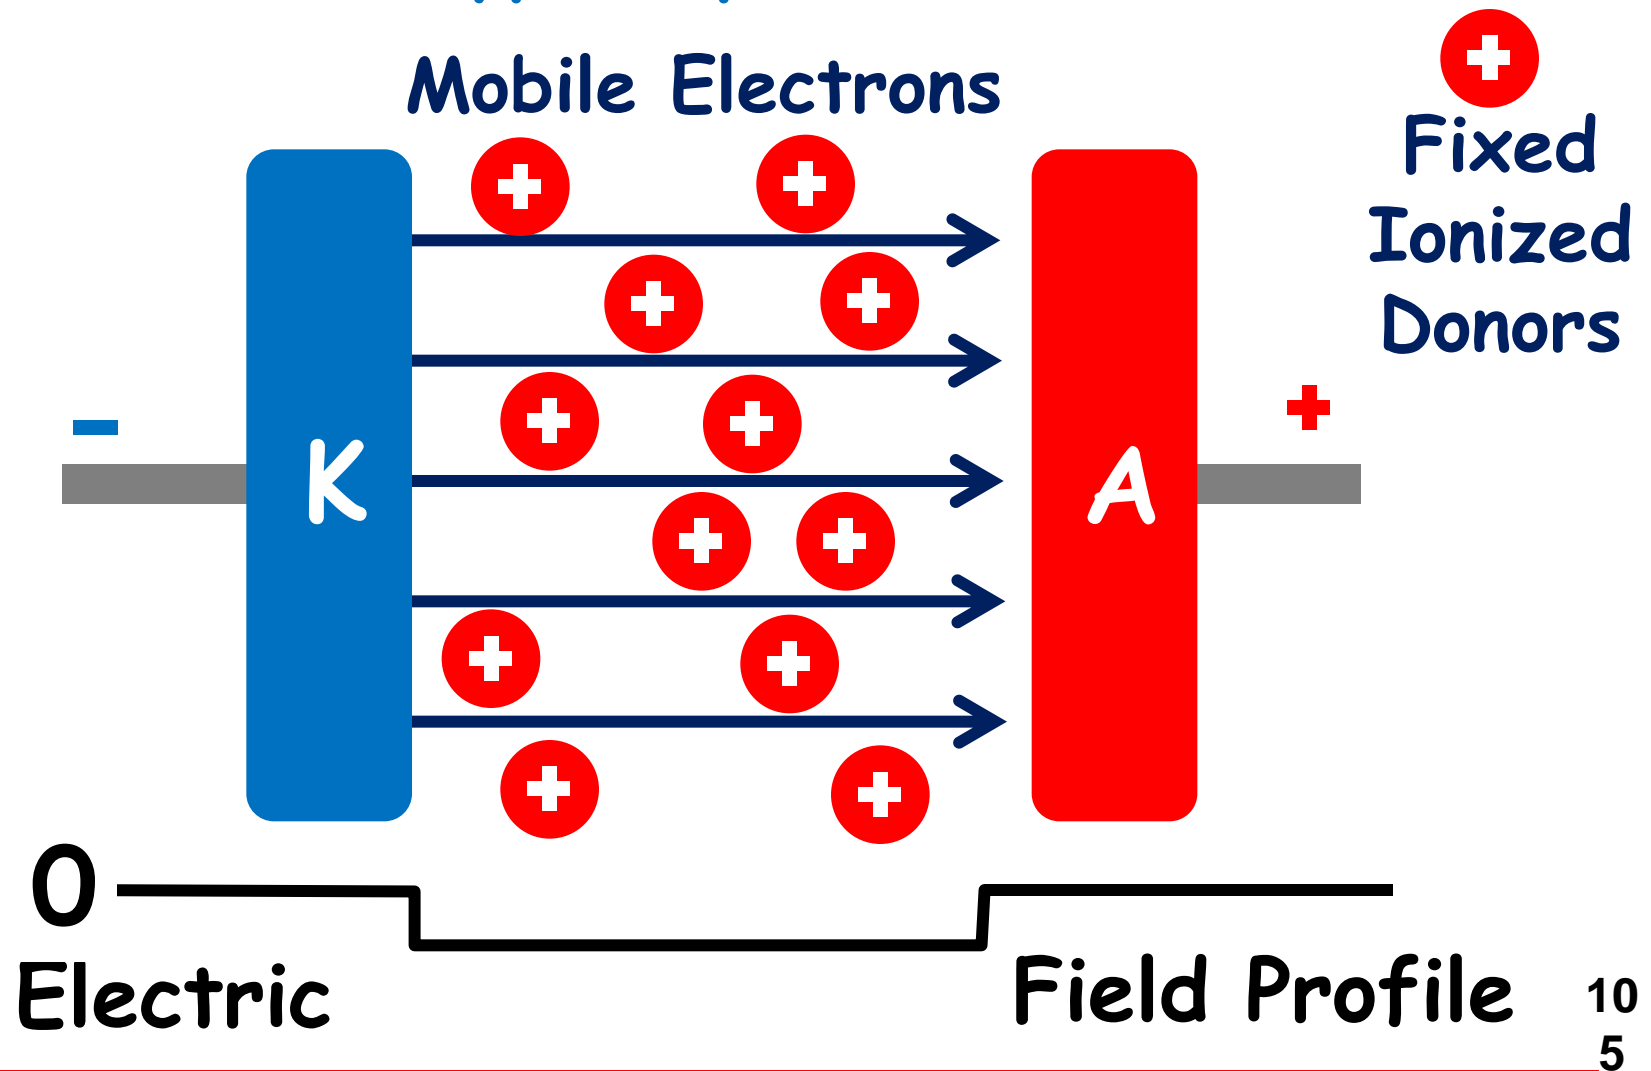 Mobile Electrons
Fixed
Ionized
Donors
K
A
0
Electric
Field Profile
10
5